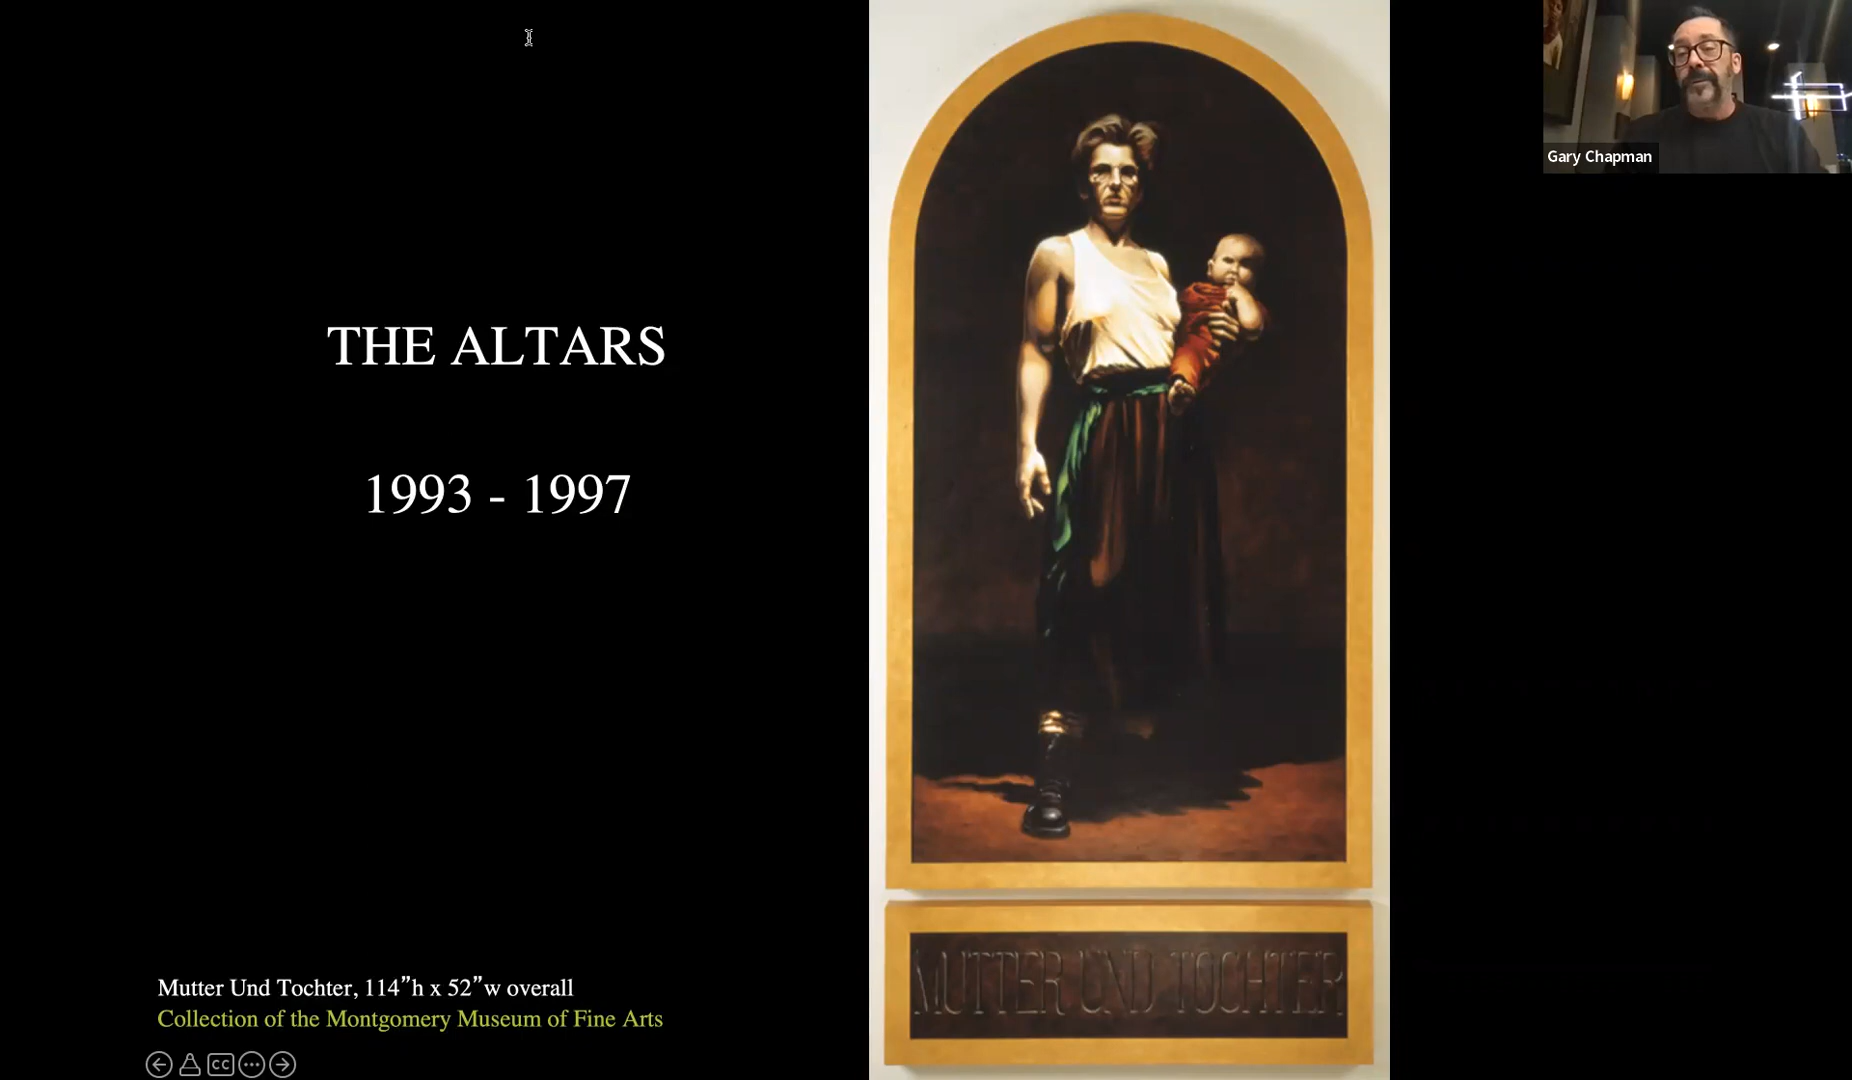 THE ALTARS
1993 - 1997
Mutter Und Tochter, 114”h x 52”w overall
Collection of the Montgomery Museum of Fine Arts
CC
MUTTER UND TOCHTER
Gary Chapman